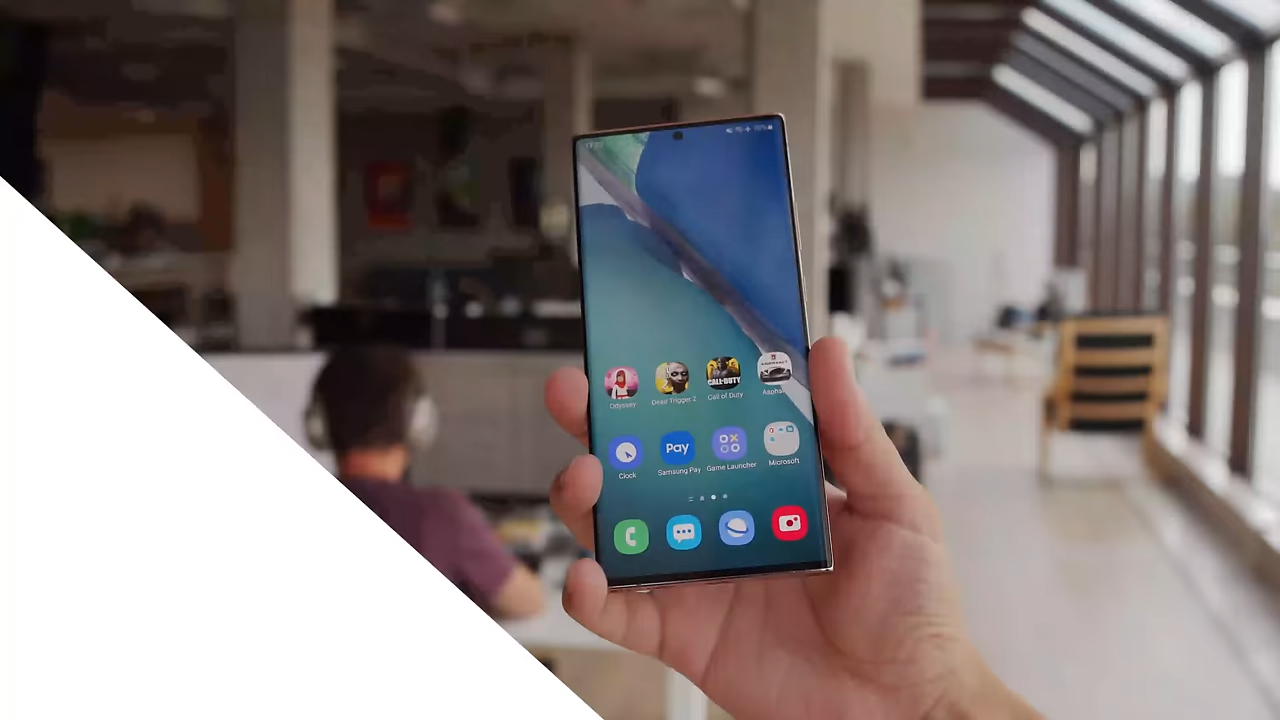 Odyssey
Dead Trigger 2
Call of Duty
CALL OF DUTY
Pay
Clock
Samsung Pay
Game Launcher
Microsoft